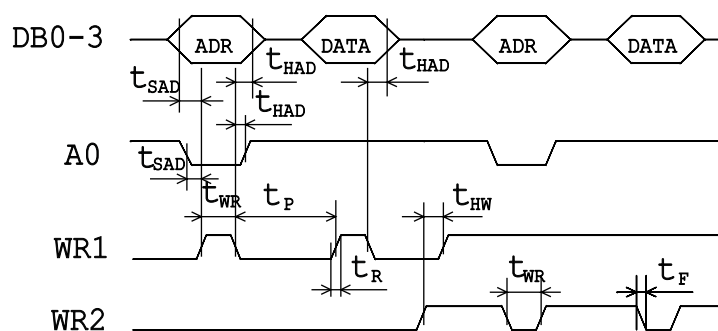 DB0-3 ADR DATA ADR DATA
tHAD tHAD
tSAD
tHAD
A0
tSAD
tWR tP tHW
WR1
tR tWR tF
WR2